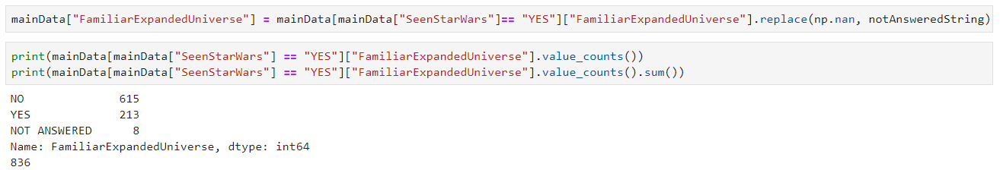 mainData["FamiliarExpandedUniverse"] = mainData[mainData["SeenStarWars"]== "YES"]["FamiliarExpandedUniverse"].replace(np.nan, notAnsweredString)
print(mainData[mainData["SeenStarWars"] == "YES"]["FamiliarExpandedUniverse"].value_counts())
print(mainData[mainData["SeenStarWars"] == "YES"]["FamiliarExpandedUniverse"].value_counts().sum())
NO              615
YES             213
NOT ANSWERED      8
Name: FamiliarExpandedUniverse, dtype: int64
836